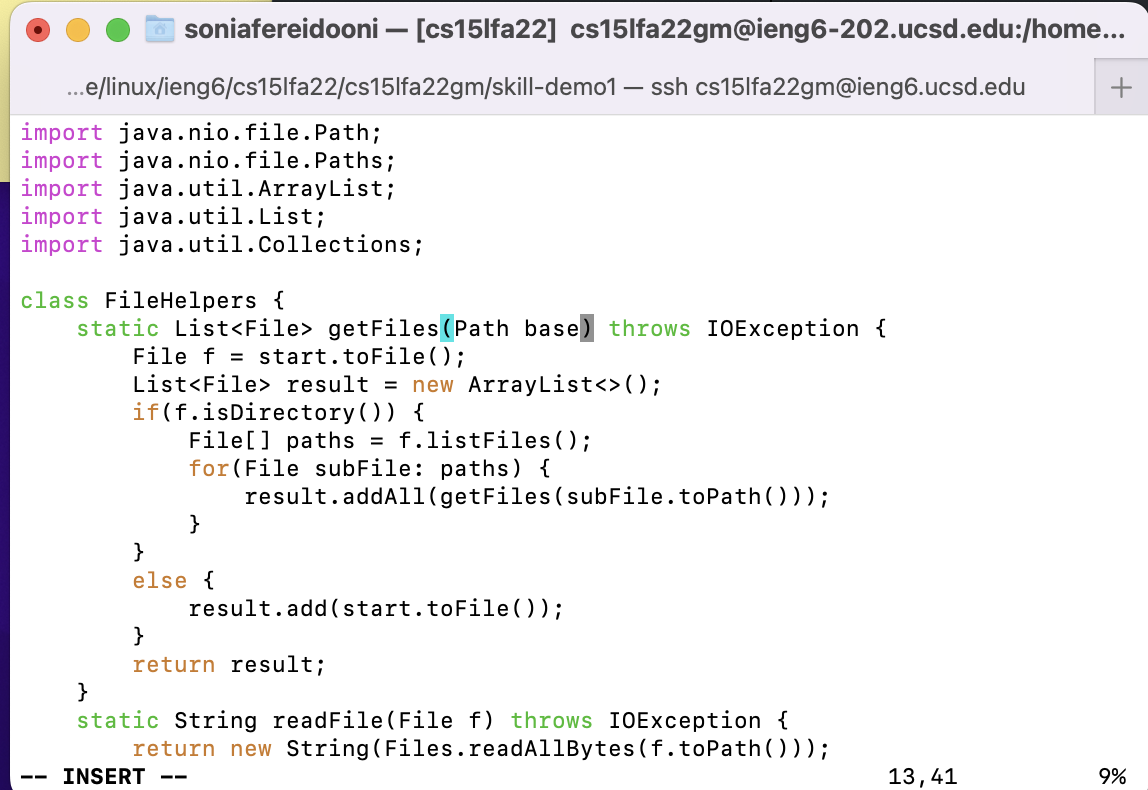 soniafereidooni — [cs15lfa22] cs15lfa22gm@ieng6-202.ucsd.edu:/home...
...e/linux/ieng6/cs15lfa22/cs15lfa22gm/skill-demo1 — ssh cs15lfa22gm@ieng6.ucsd.edu +
import java.nio.file.Path;
import java.nio.file.Paths;
import java.util.ArrayList;
import java.util.List;
import java.util.Collections;
class FileHelpers {
    static List<File> getFiles(Path base) throws IOException {
        File f = start.toFile();
        List<File> result = new ArrayList<>();
        if(f.isDirectory()) {
            File[] paths = f.listFiles();
            for(File subFile: paths) {
                result.addAll(getFiles(subFile.toPath()));
            }
        }
        else {
            result.add(start.toFile());
        }
        return result;
    }
    static String readFile(File f) throws IOException {
        return new String(Files.readAllBytes(f.toPath()));
-- INSERT -- 13,41 9%